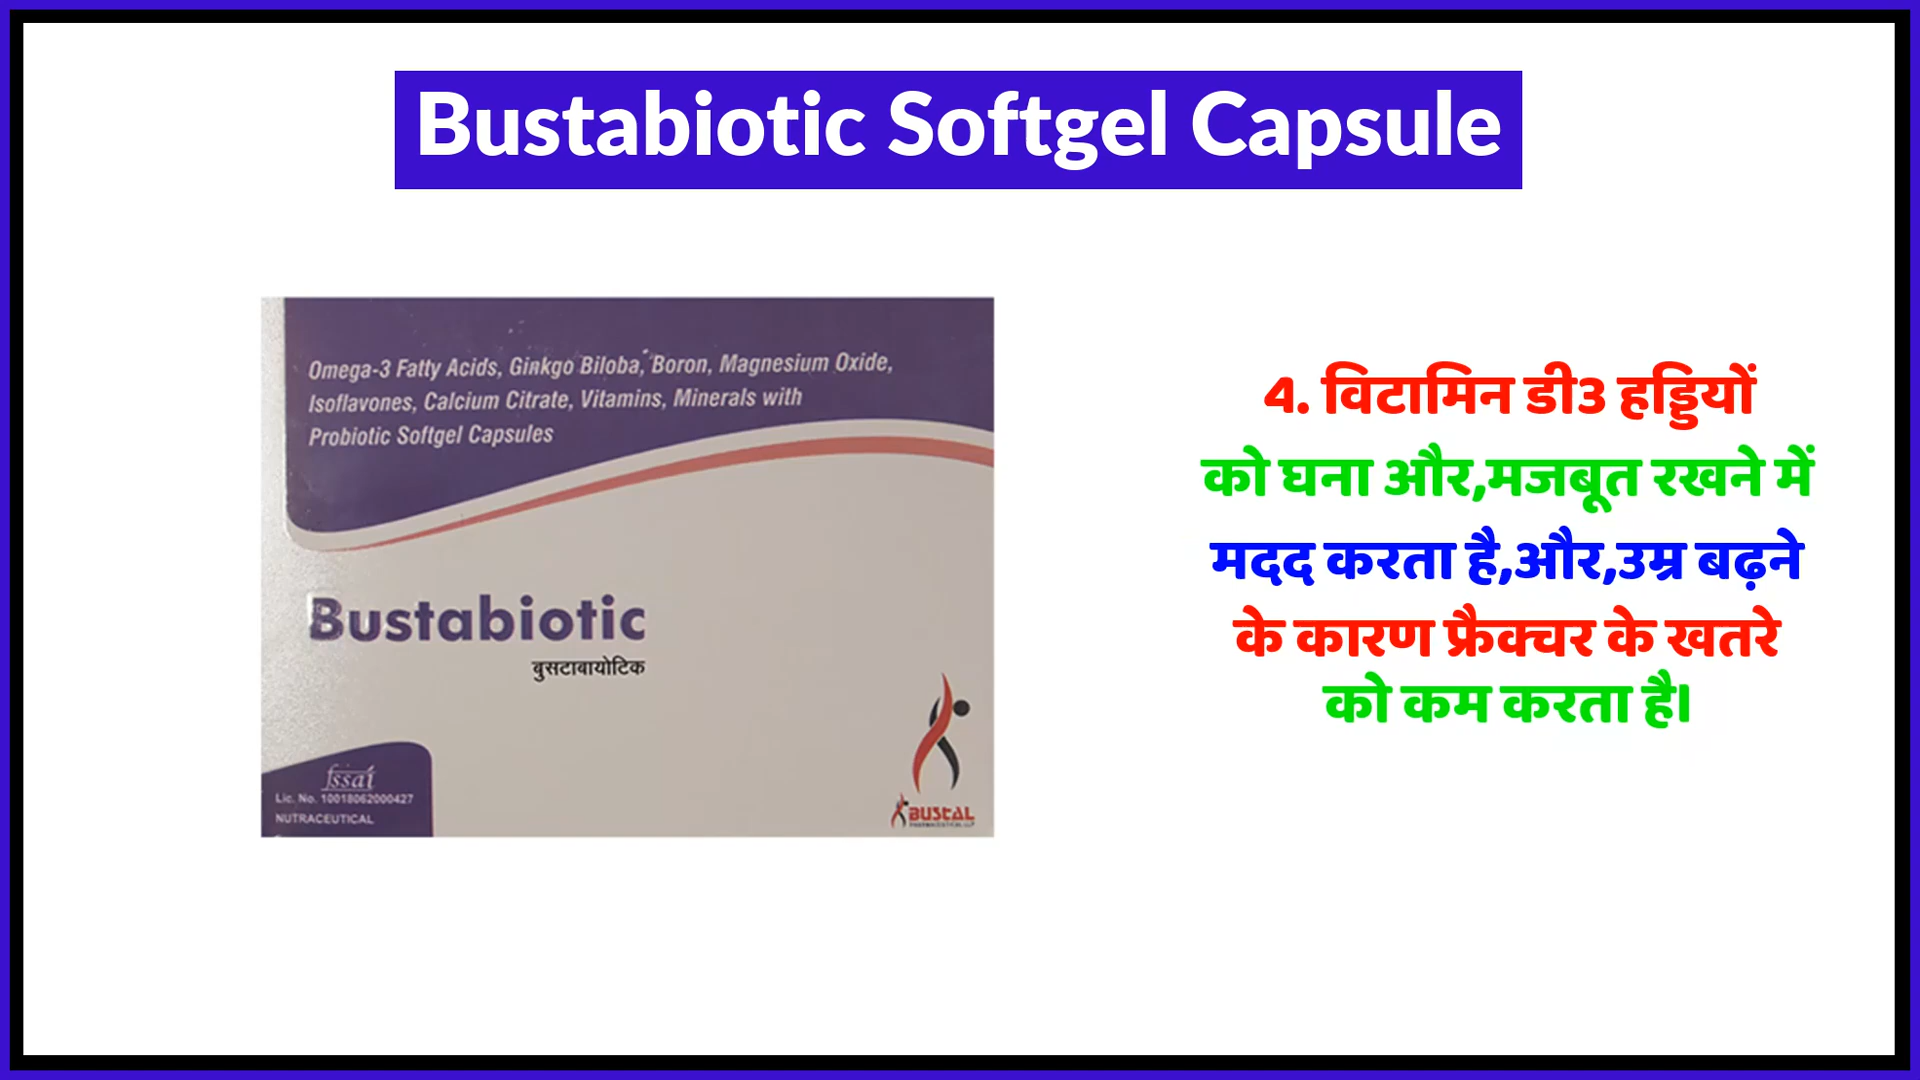 Bustabiotic Softgel Capsule
Omega-3 Fatty Acids, Ginkgo Biloba, Boron, Magnesium Oxide,
Isoflavones, Calcium Citrate, Vitamins, Minerals with
Probiotic Softgel Capsules
Bustabiotic
बुसटाबायोटिक
fssai
Lic. No. 10018062000427
NUTRACEUTICAL
BUSTAL
4. विटामिन डी3 हड्डियों
को घना और,मजबूत रखने में
मदद करता है,और,उम्र बढ़ने
के कारण फ्रैक्चर के खतरे
को कम करता है।